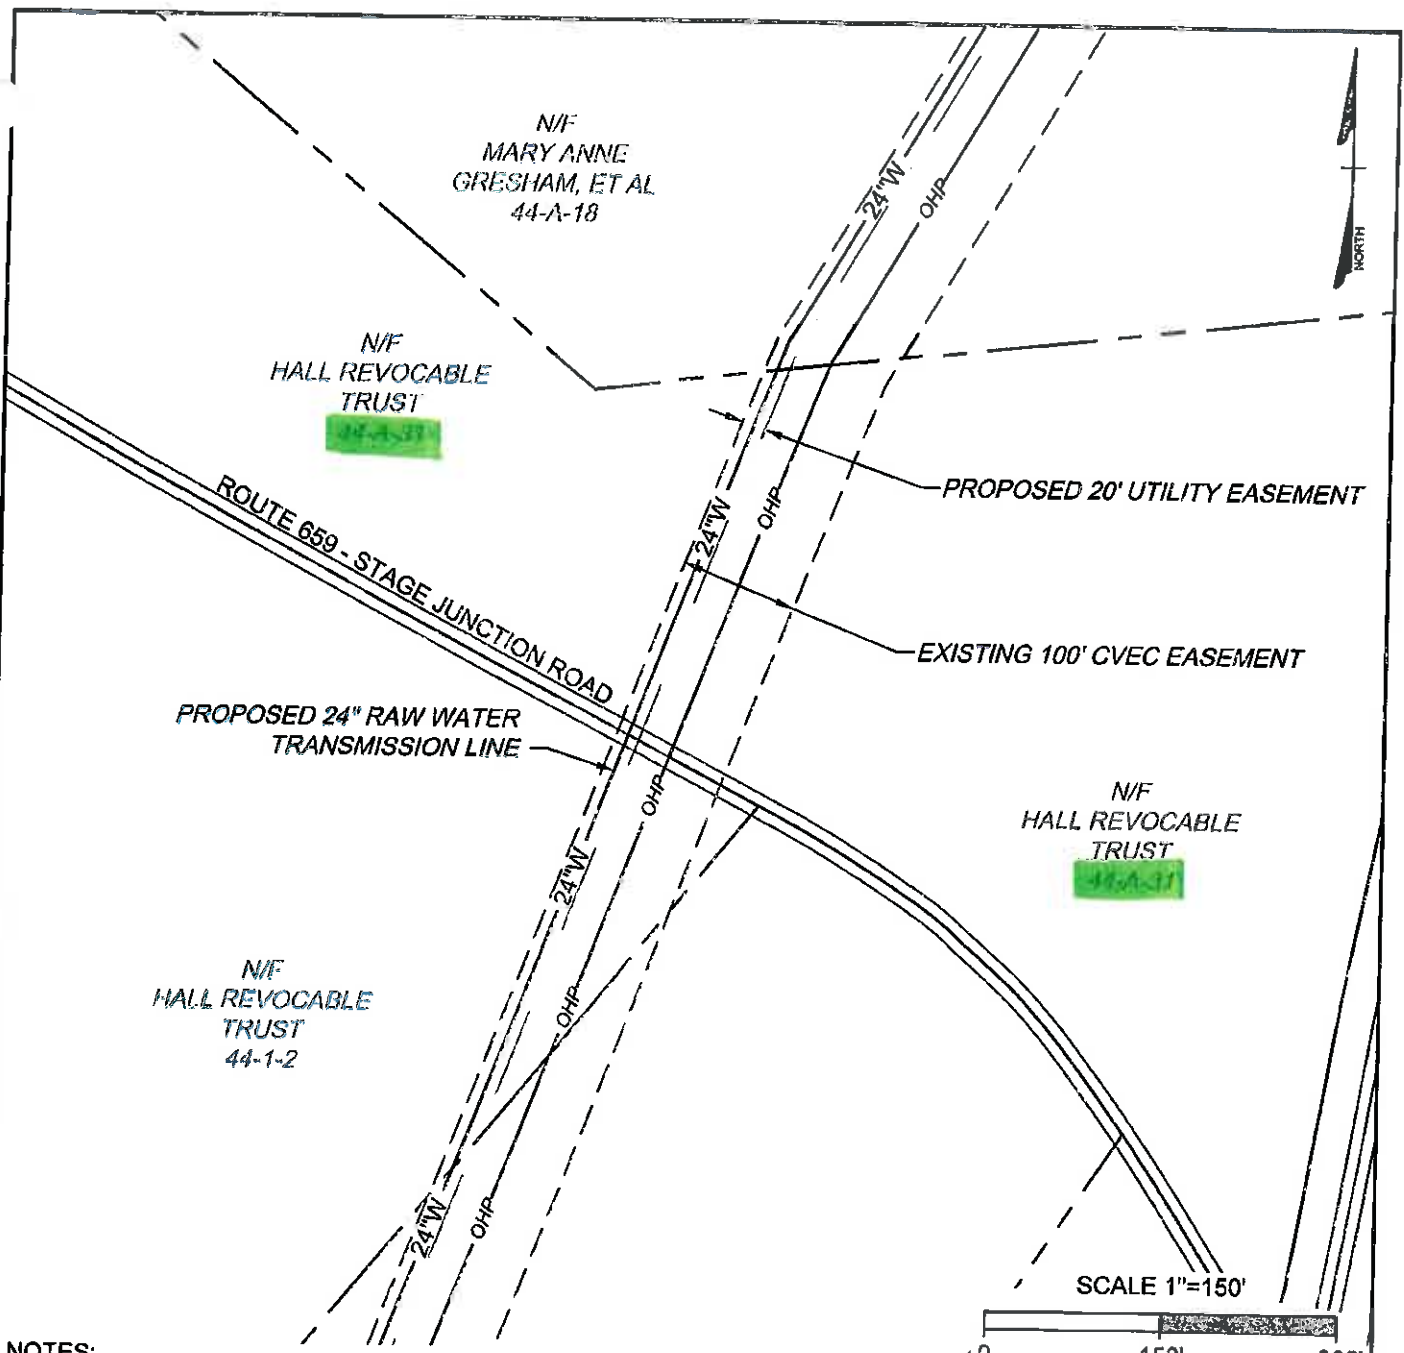 N/F
MARY ANNE
GRESHAM, ET AL
44-A-18
24"W
OHP
NORTH
N/F
HALL REVOCABLE
TRUST
PROPOSED 20' UTILITY EASEMENT
ROUTE 659 - STAGE JUNCTION ROAD
24"W
OHP
EXISTING 100' CVEC EASEMENT
PROPOSED 24" RAW WATER
TRANSMISSION LINE
OHP
N/F
HALL REVOCABLE
TRUST
24"W
N/F
HALL REVOCABLE
TRUST
44-1-2
OHP
24"W
OHP
SCALE 1"=150'
NOTES:
150'